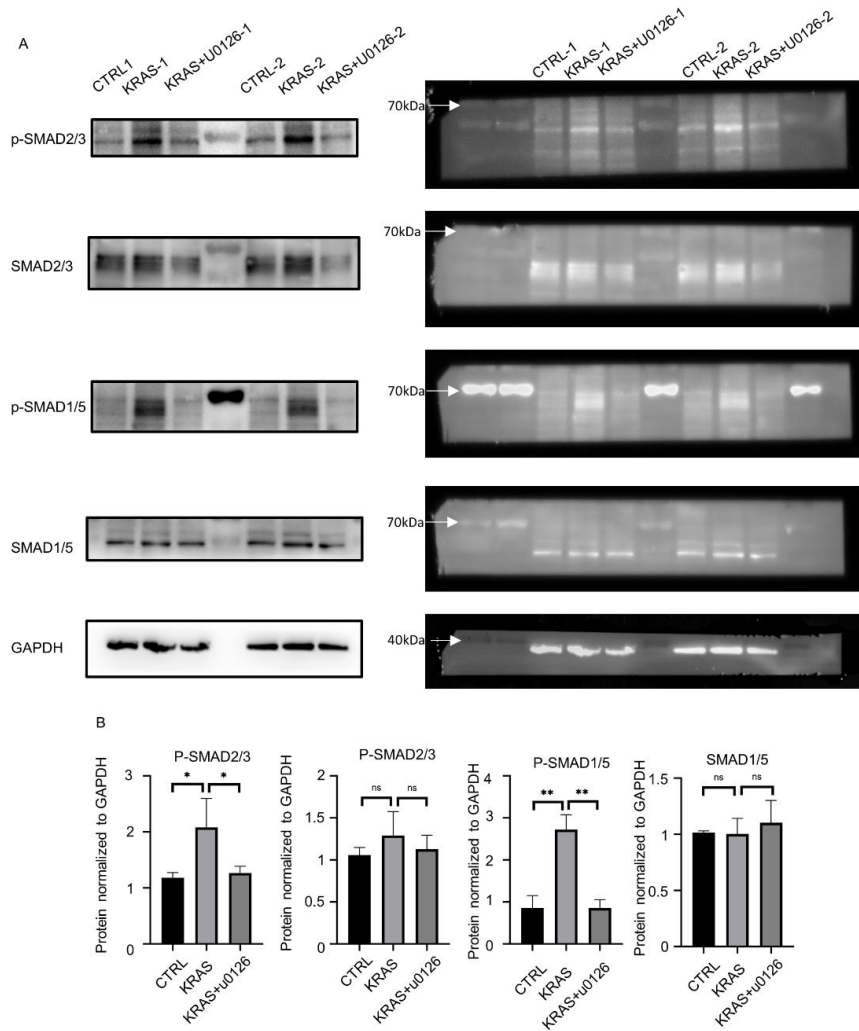 A
CTRL1 KRAS-1 KRAS+U0126-1 CTRL-2 KRAS-2 KRAS+U0126-2
CTRL-1 KRAS-1 KRAS+U0126-1 CTRL-2 KRAS-2 KRAS+U0126-2
p-SMAD2/3
70kDa
SMAD2/3
70kDa
p-SMAD1/5
70kDa
SMAD1/5
70kDa
GAPDH
40kDa
B
P-SMAD2/3
Protein normalized to GAPDH
3
2
1
0
* *
CTRL KRAS KRAS+u0126
P-SMAD2/3
Protein normalized to GAPDH
2
1.5
1
0.5
0
ns ns
CTRL KRAS KRAS+u0126
P-SMAD1/5
Protein normalized to GAPDH
4
3
2
1
0
** **
CTRL KRAS KRAS+u0126
SMAD1/5
Protein normalized to GAPDH
1.5
1
0.5
0
ns ns
CTRL KRAS KRAS+u0126